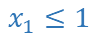 x₁ ≤ 1